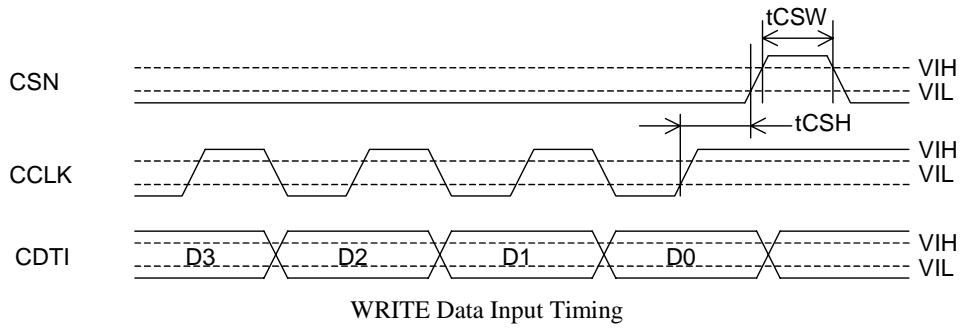 tCSW
CSN
VIH
VIL
tCSH
CCLK
VIH
VIL
CDTI
D3
D2
D1
D0
VIH
VIL
WRITE Data Input Timing